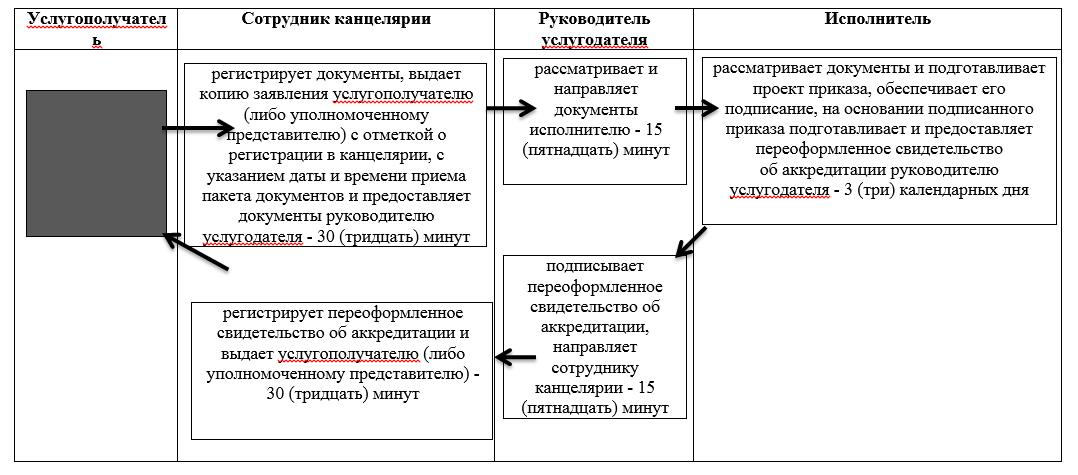 Услугополучател
ь
Сотрудник канцелярии
Руководитель
услугодателя
Исполнитель
регистрирует документы, выдает
копию заявления услугополучателю
(либо уполномоченному
представителю) с отметкой о
регистрации в канцелярии, с
указанием даты и времени приема
пакета документов и предоставляет
документы руководителю
услугодателя - 30 (тридцать) минут
рассматривает и
направляет
документы
исполнителю - 15
(пятнадцать) минут
рассматривает документы и подготавливает
проект приказа, обеспечивает его
подписание, на основании подписанного
приказа подготавливает и предоставляет
переоформленное свидетельство
об аккредитации руководителю
услугодателя - 3 (три) календарных дня
подписывает
переоформленное
свидетельство об
аккредитации,
направляет
сотруднику
канцелярии - 15
(пятнадцать) минут
регистрирует переоформленное
свидетельство об аккредитации и
выдает услугополучателю (либо
уполномоченному представителю) -
30 (тридцать) минут